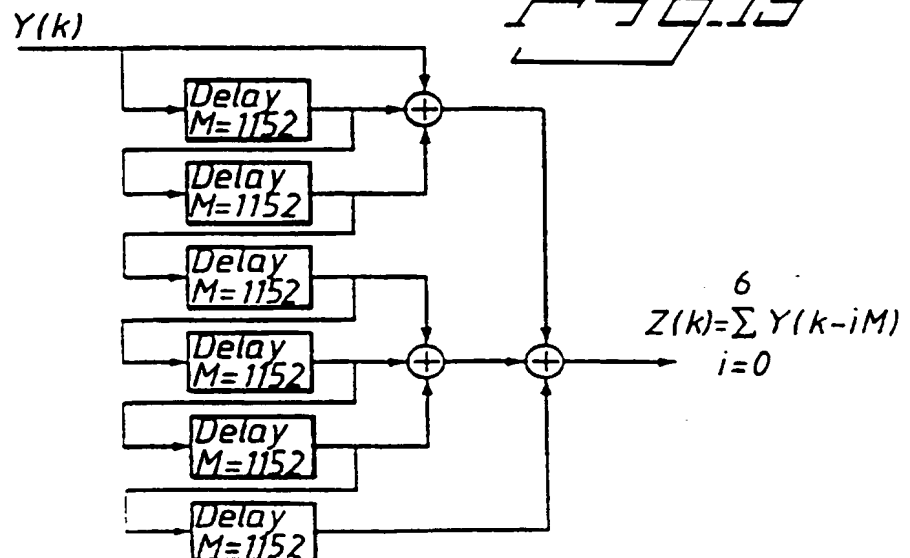 Y(k)
Delay
M=1152
Delay
M=1152
Delay
M=1152
Delay
M=1152
Delay
M=1152
Delay
M=1152
6
Z(k)=∑ Y(k-iM)
i=0